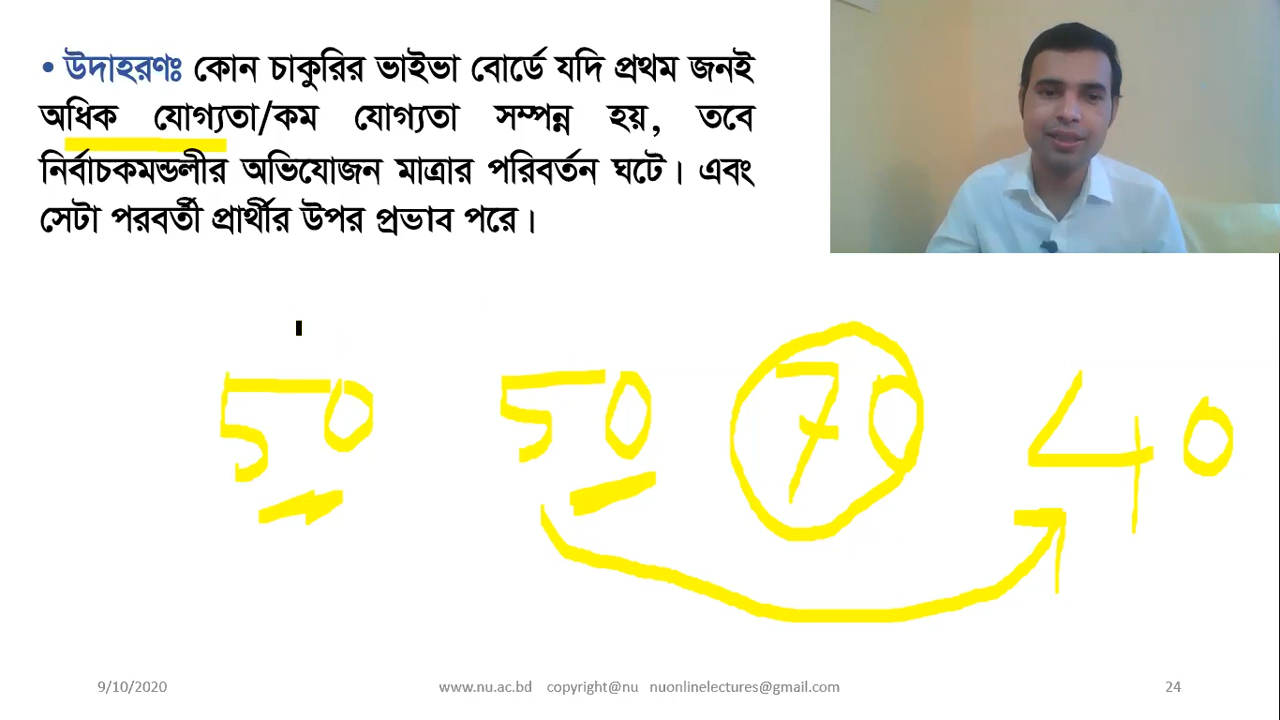 • উদাহরণঃ কোন চাকুরির ভাইভা বোর্ডে যদি প্রথম জনই
অধিক যোগ্যতা/কম যোগ্যতা সম্পন্ন হয়, তবে
নির্বাচকমন্ডলীর অভিযোজন মাত্রার পরিবর্তন ঘটে। এবং
সেটা পরবর্তী প্রার্থীর উপর প্রভাব পরে।
50 50 70 40
9/10/2020 www.nu.ac.bd copyright@nu nuonlinelectures@gmail.com 24